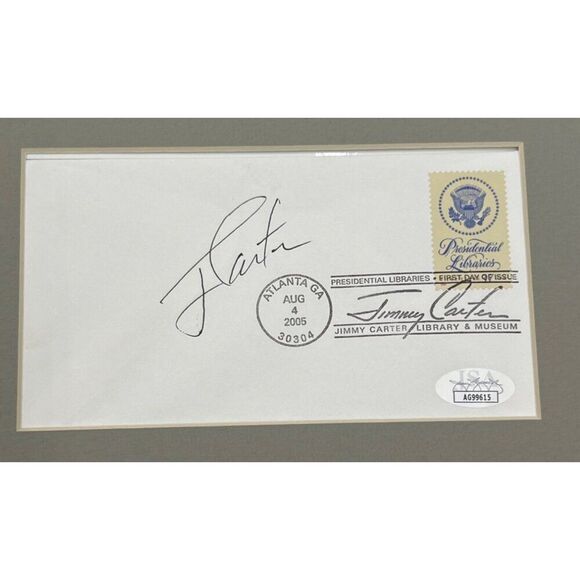 Presidential
Libraries
J Carter
PRESIDENTIAL LIBRARIES • FIRST DAY OF ISSUE
ATLANTA GA
AUG
4
2005
30304
Jimmy Carter
JIMMY CARTER LIBRARY & MUSEUM
JSA
AG99615